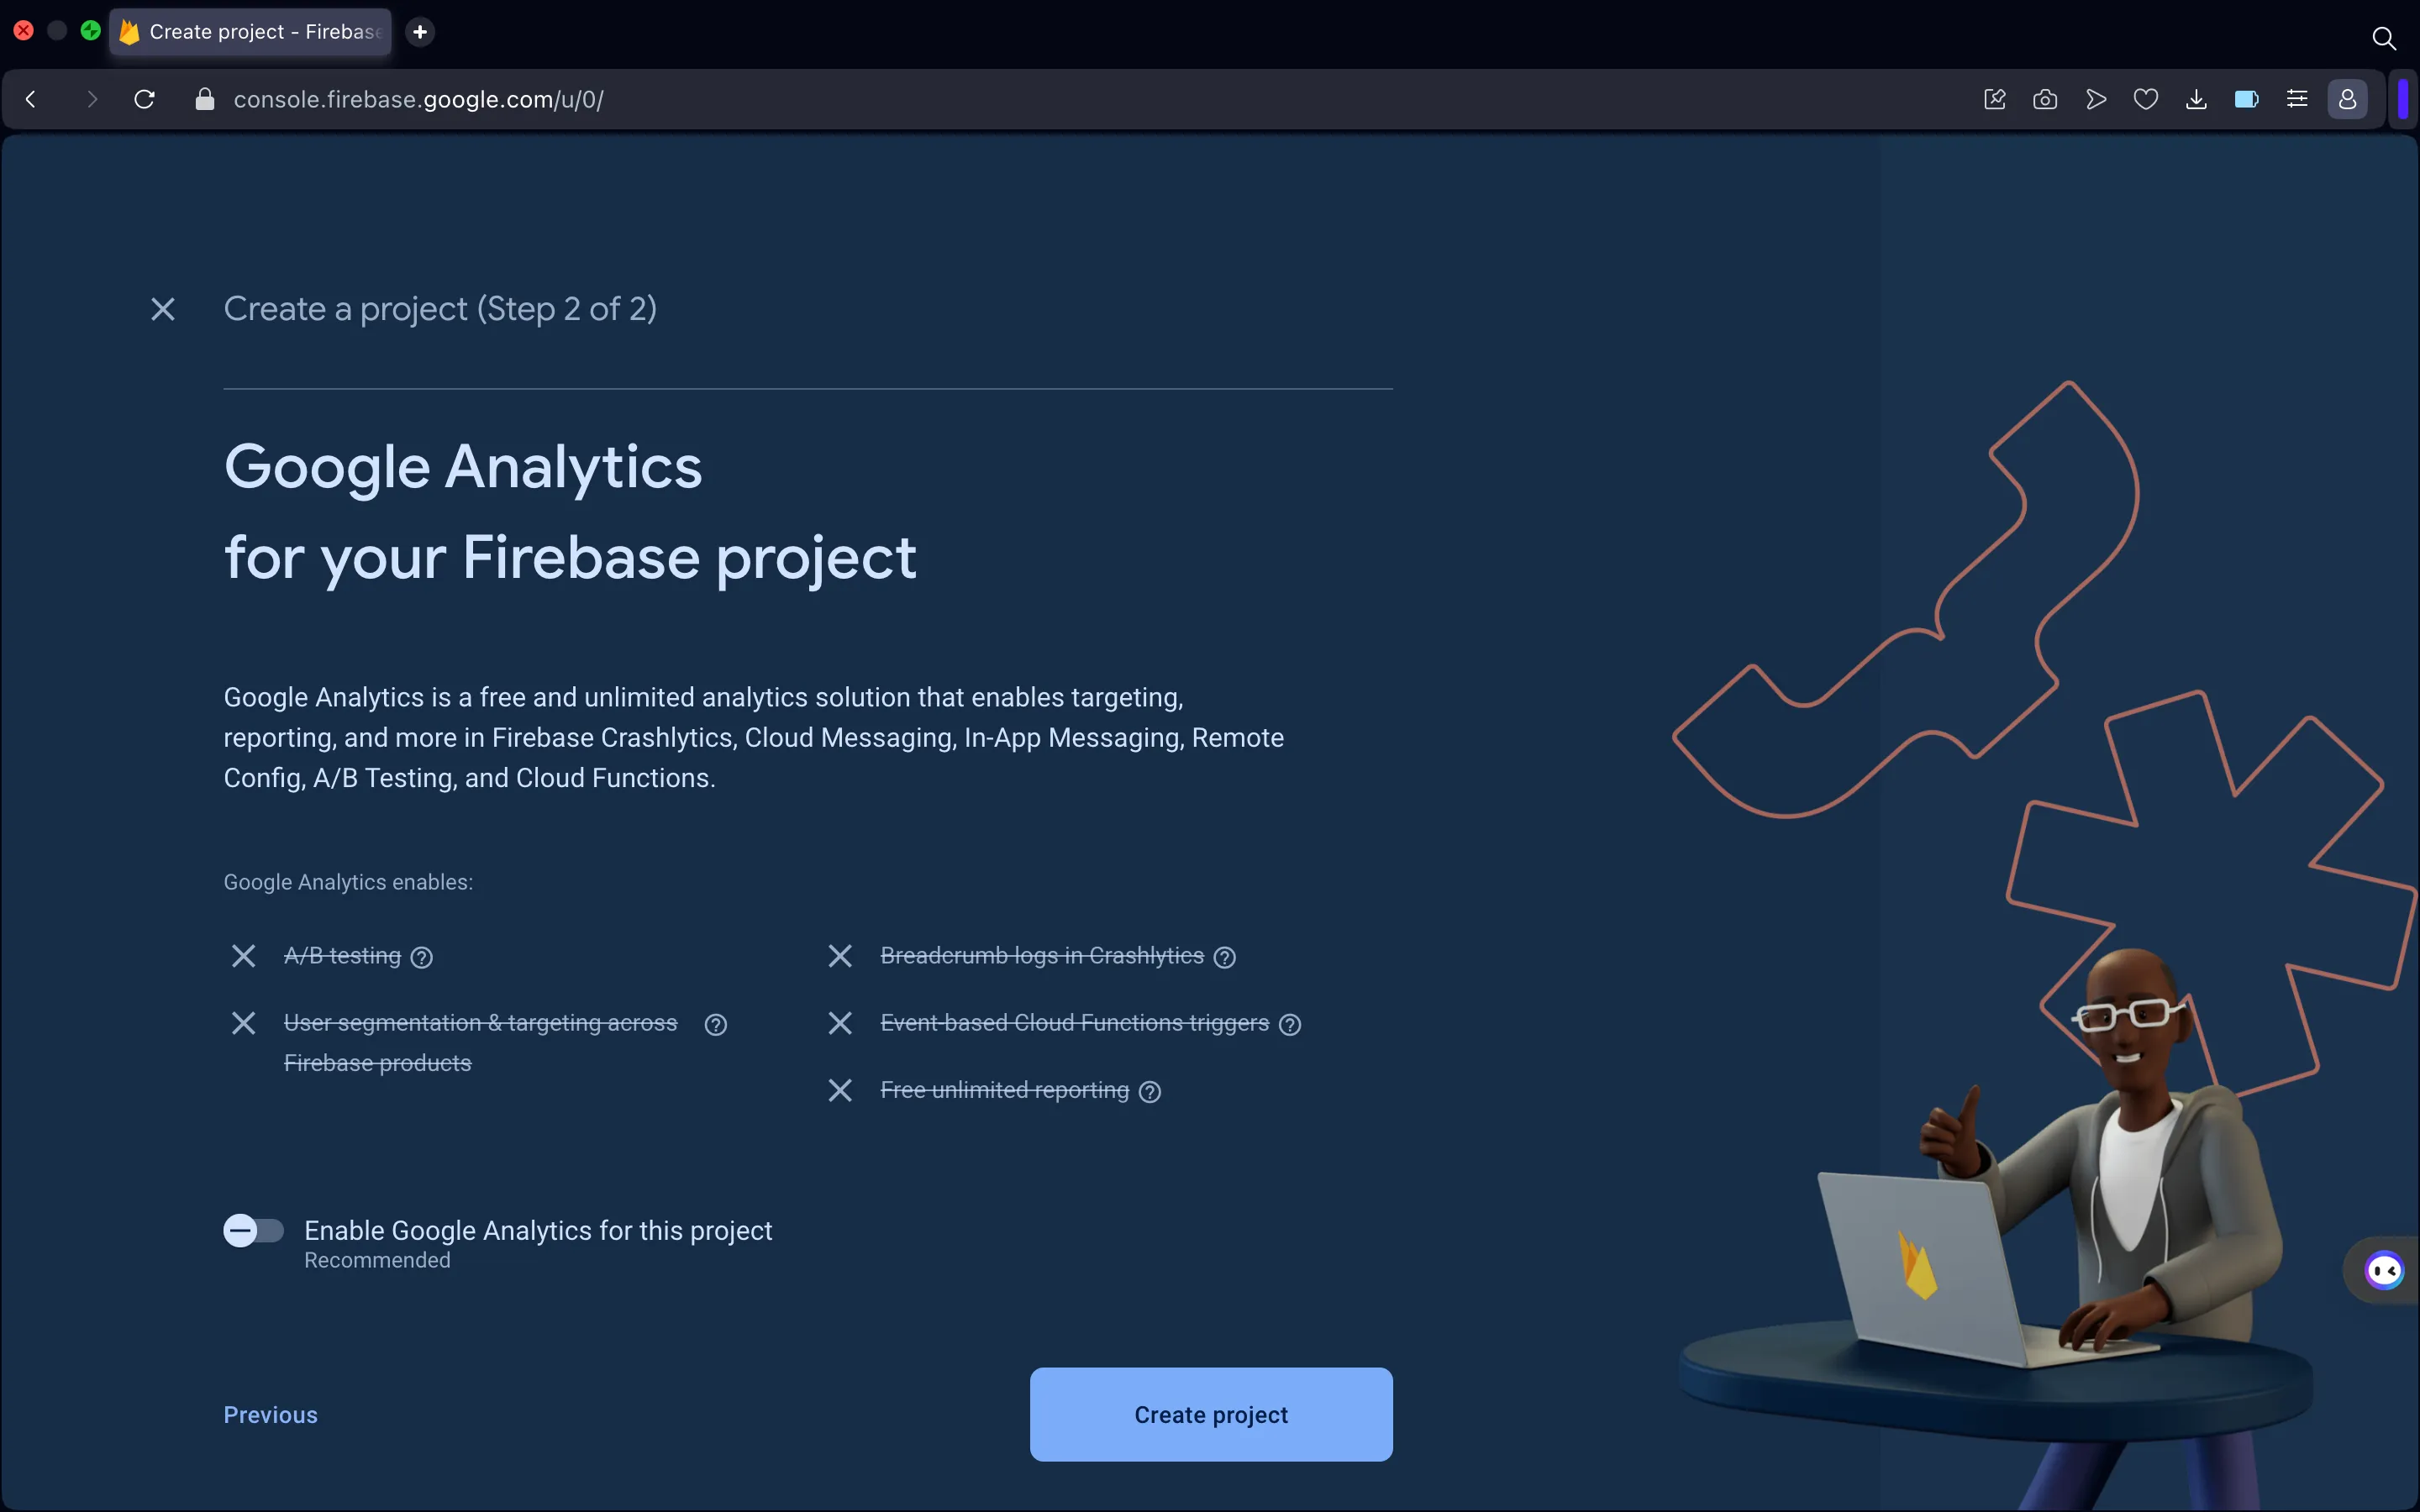 Create project - Firebase
console.firebase.google.com/u/0/
Create a project (Step 2 of 2)
Google Analytics
for your Firebase project
Google Analytics is a free and unlimited analytics solution that enables targeting,
reporting, and more in Firebase Crashlytics, Cloud Messaging, In-App Messaging, Remote
Config, A/B Testing, and Cloud Functions.
Google Analytics enables:
A/B testing
User segmentation & targeting across
Firebase products
Breadcrumb logs in Crashlytics
Event-based Cloud Functions triggers
Free unlimited reporting
Enable Google Analytics for this project
Recommended
Previous
Create project